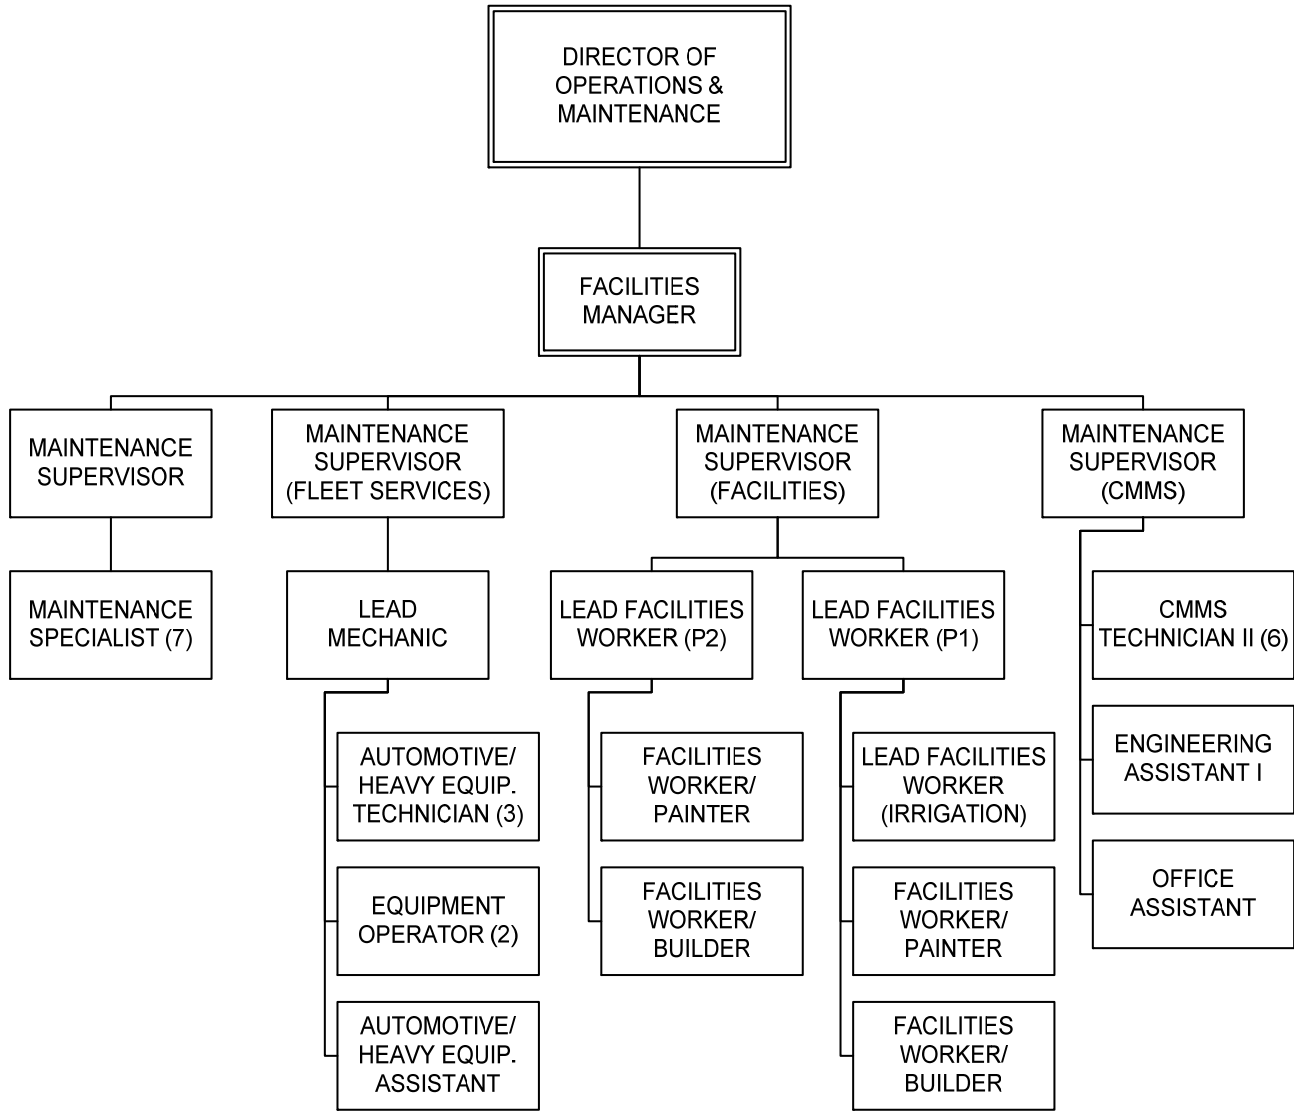 DIRECTOR OF
OPERATIONS &
MAINTENANCE
FACILITIES
MANAGER
MAINTENANCE
SUPERVISOR
MAINTENANCE
SUPERVISOR
(FLEET SERVICES)
MAINTENANCE
SUPERVISOR
(FACILITIES)
MAINTENANCE
SUPERVISOR
(CMMS)
MAINTENANCE
SPECIALIST (7)
LEAD
MECHANIC
LEAD FACILITIES
WORKER (P2)
LEAD FACILITIES
WORKER (P1)
CMMS
TECHNICIAN II (6)
AUTOMOTIVE/
HEAVY EQUIP.
TECHNICIAN (3)
FACILITIES
WORKER/
PAINTER
LEAD FACILITIES
WORKER
(IRRIGATION)
ENGINEERING
ASSISTANT I
EQUIPMENT
OPERATOR (2)
FACILITIES
WORKER/
BUILDER
FACILITIES
WORKER/
PAINTER
OFFICE
ASSISTANT
AUTOMOTIVE/
HEAVY EQUIP.
ASSISTANT
FACILITIES
WORKER/
BUILDER